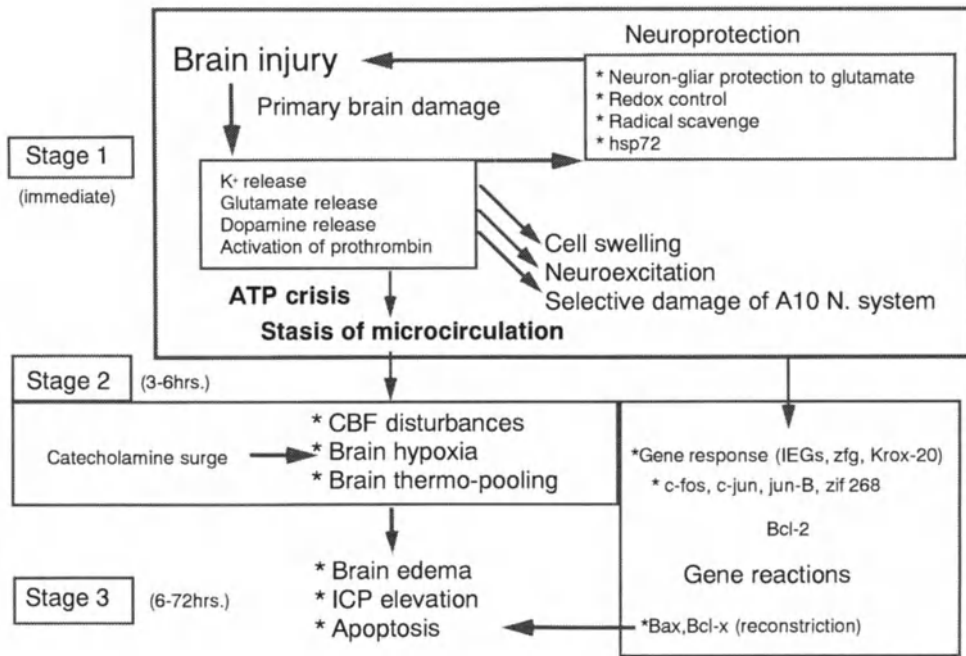 Neuroprotection
Brain injury
* Neuron-gliar protection to glutamate
* Redox control
* Radical scavenge
* hsp72
Primary brain damage
Stage 1
(immediate)
K+ release
Glutamate release
Dopamine release
Activation of prothrombin
Cell swelling
Neuroexcitation
Selective damage of A10 N. system
ATP crisis
Stasis of microcirculation
Stage 2
(3-6hrs.)
Catecholamine surge
* CBF disturbances
* Brain hypoxia
* Brain thermo-pooling
*Gene response (IEGs, zfg, Krox-20)
* c-fos, c-jun, jun-B, zif 268
Bcl-2
Gene reactions
*Bax,Bcl-x (reconstriction)
Stage 3
(6-72hrs.)
* Brain edema
* ICP elevation
* Apoptosis